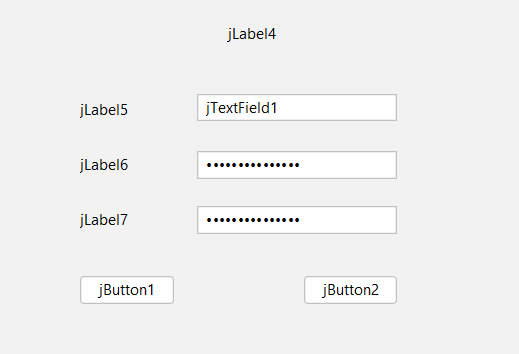 jLabel4
jLabel5 jTextField1
jLabel6 •••••••••••••••
jLabel7 •••••••••••••••
jButton1 jButton2